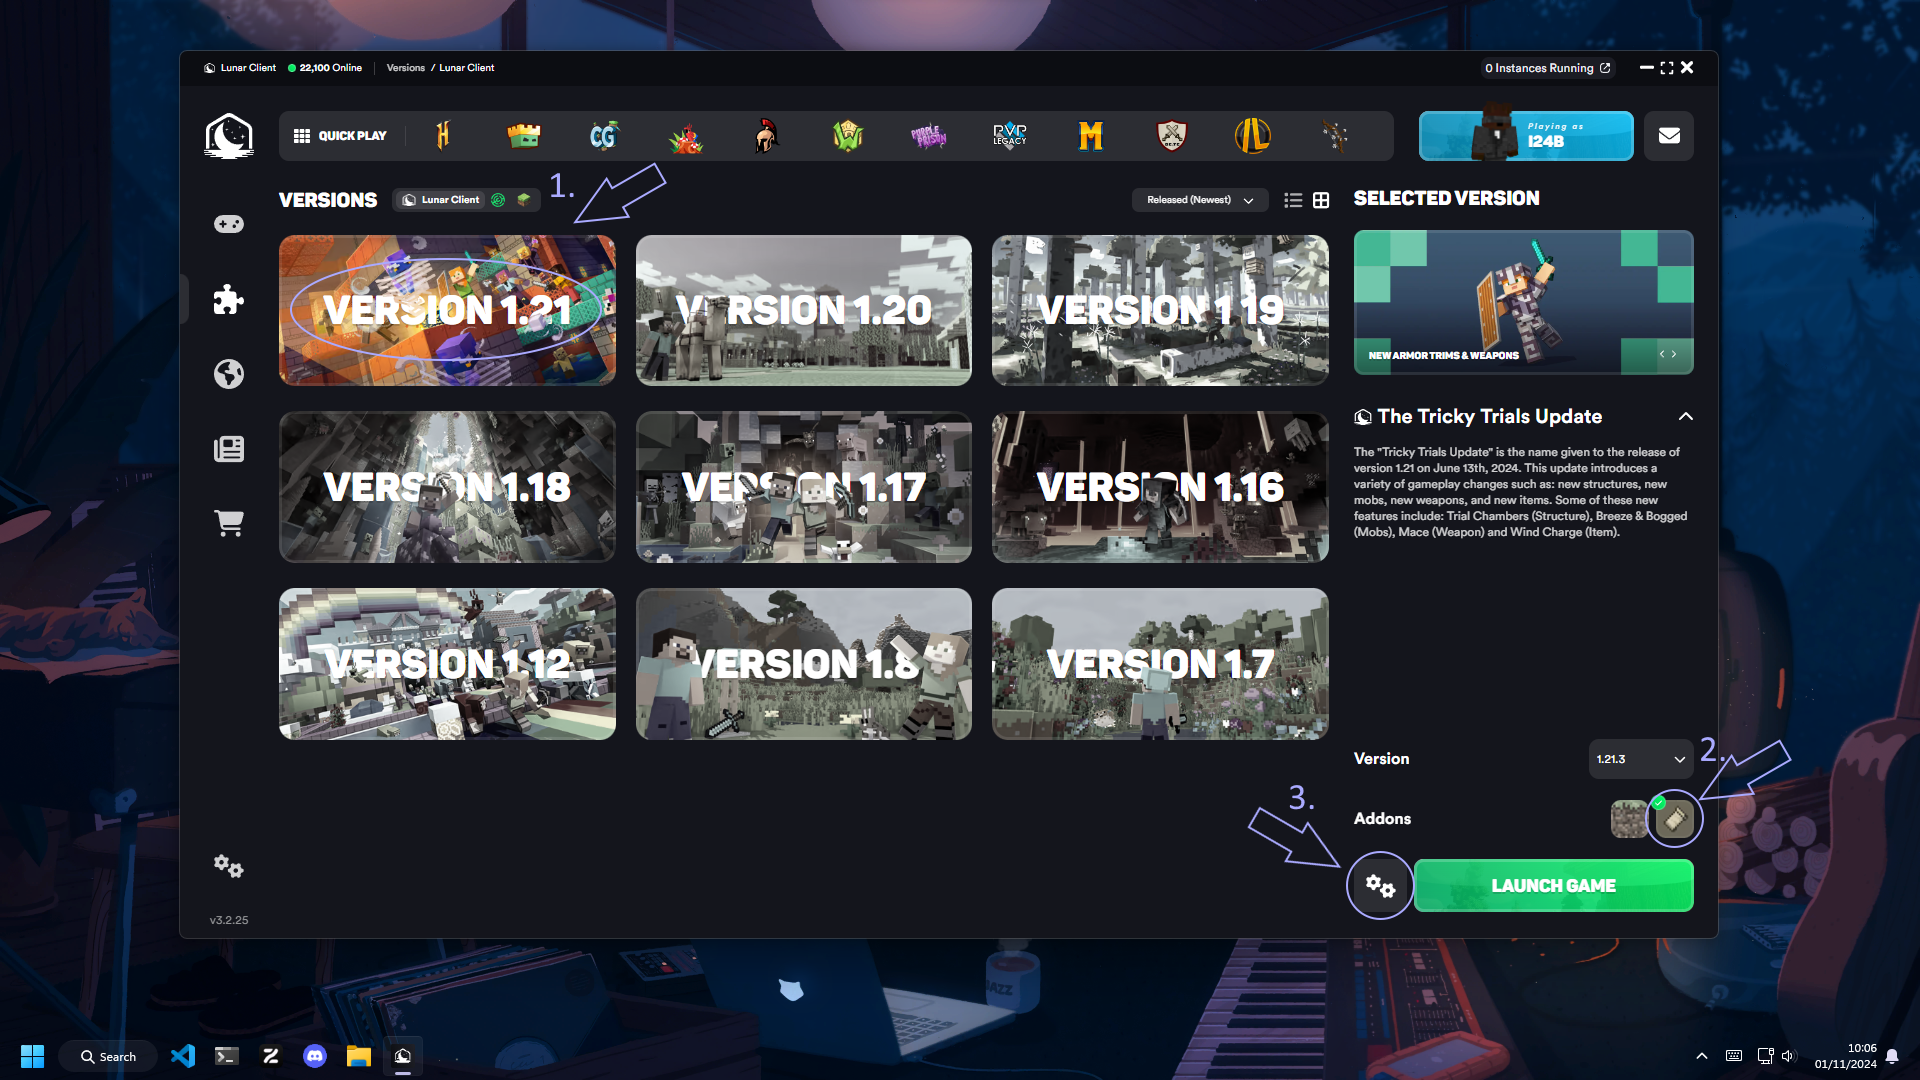 Lunar Client 22,100 Online Versions / Lunar Client
0 Instances Running
QUICK PLAY
CG
PURPLE PRISON
PVP LEGACY
M
Playing as
I24B
VERSIONS Lunar Client
1.
Released (Newest)
SELECTED VERSION
VERSION 1.21
VERSION 1.20
VERSION 1.19
NEW ARMOR TRIMS & WEAPONS
The Tricky Trials Update
The "Tricky Trials Update" is the name given to the release of
version 1.21 on June 13th, 2024. This update introduces a
variety of gameplay changes such as: new structures, new
mobs, new weapons, and new items. Some of these new
features include: Trial Chambers (Structure), Breeze & Bogged
(Mobs), Mace (Weapon) and Wind Charge (Item).
VERSION 1.18
VERSION 1.17
VERSION 1.16
VERSION 1.12
VERSION 1.8
VERSION 1.7
Version 1.21.3
2.
3.
Addons
LAUNCH GAME
v3.2.25
JAZZ
Search
10:06
01/11/2024